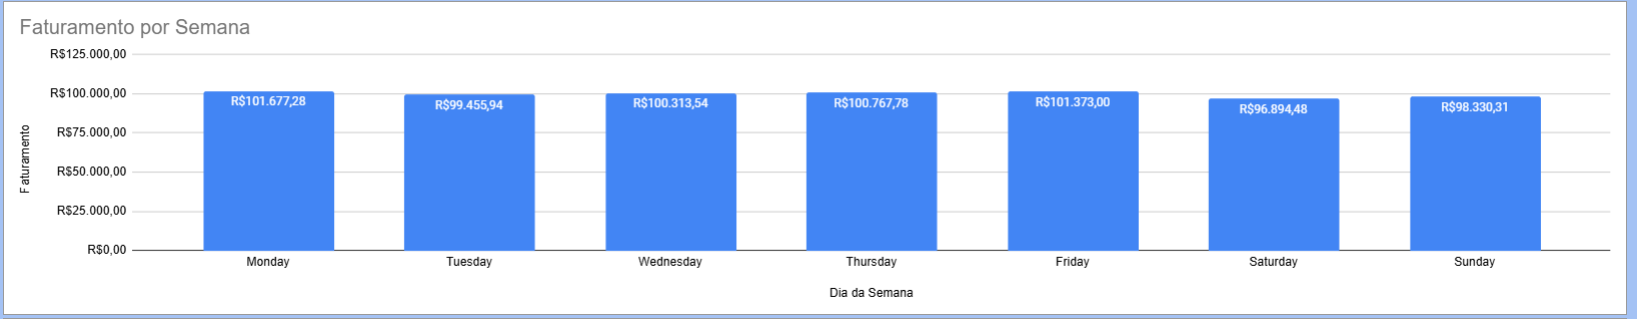 Faturamento por Semana
R$125.000,00
R$100.000,00
R$75.000,00
R$50.000,00
R$25.000,00
R$0,00
Faturamento
R$101.677,28
R$99.455,94
R$100.313,54
R$100.767,78
R$101.373,00
R$96.894,48
R$98.330,31
Monday Tuesday Wednesday Thursday Friday Saturday Sunday
Dia da Semana